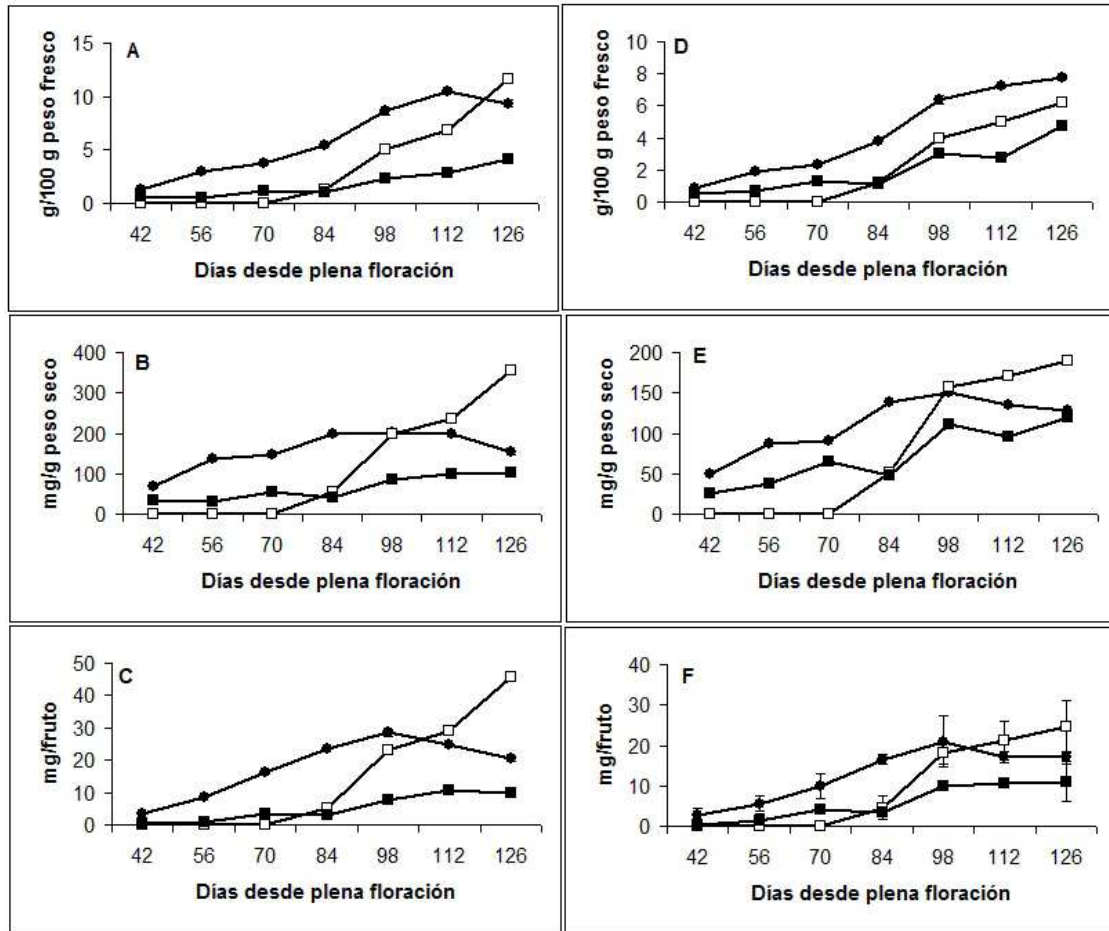 A
g/100 g peso fresco
15
10
5
0
42 56 70 84 98 112 126
Días desde plena floración
D
g/100 g peso fresco
10
8
6
4
2
0
42 56 70 84 98 112 126
Días desde plena floración
B
mg/g peso seco
400
300
200
100
0
42 56 70 84 98 112 126
Días desde plena floración
E
mg/g peso seco
200
150
100
50
0
42 56 70 84 98 112 126
Días desde plena floración
C
mg/fruto
50
40
30
20
10
0
42 56 70 84 98 112 126
Días desde plena floración
F
mg/fruto
40
30
20
10
0
42 56 70 84 98 112 126
Días desde plena floración